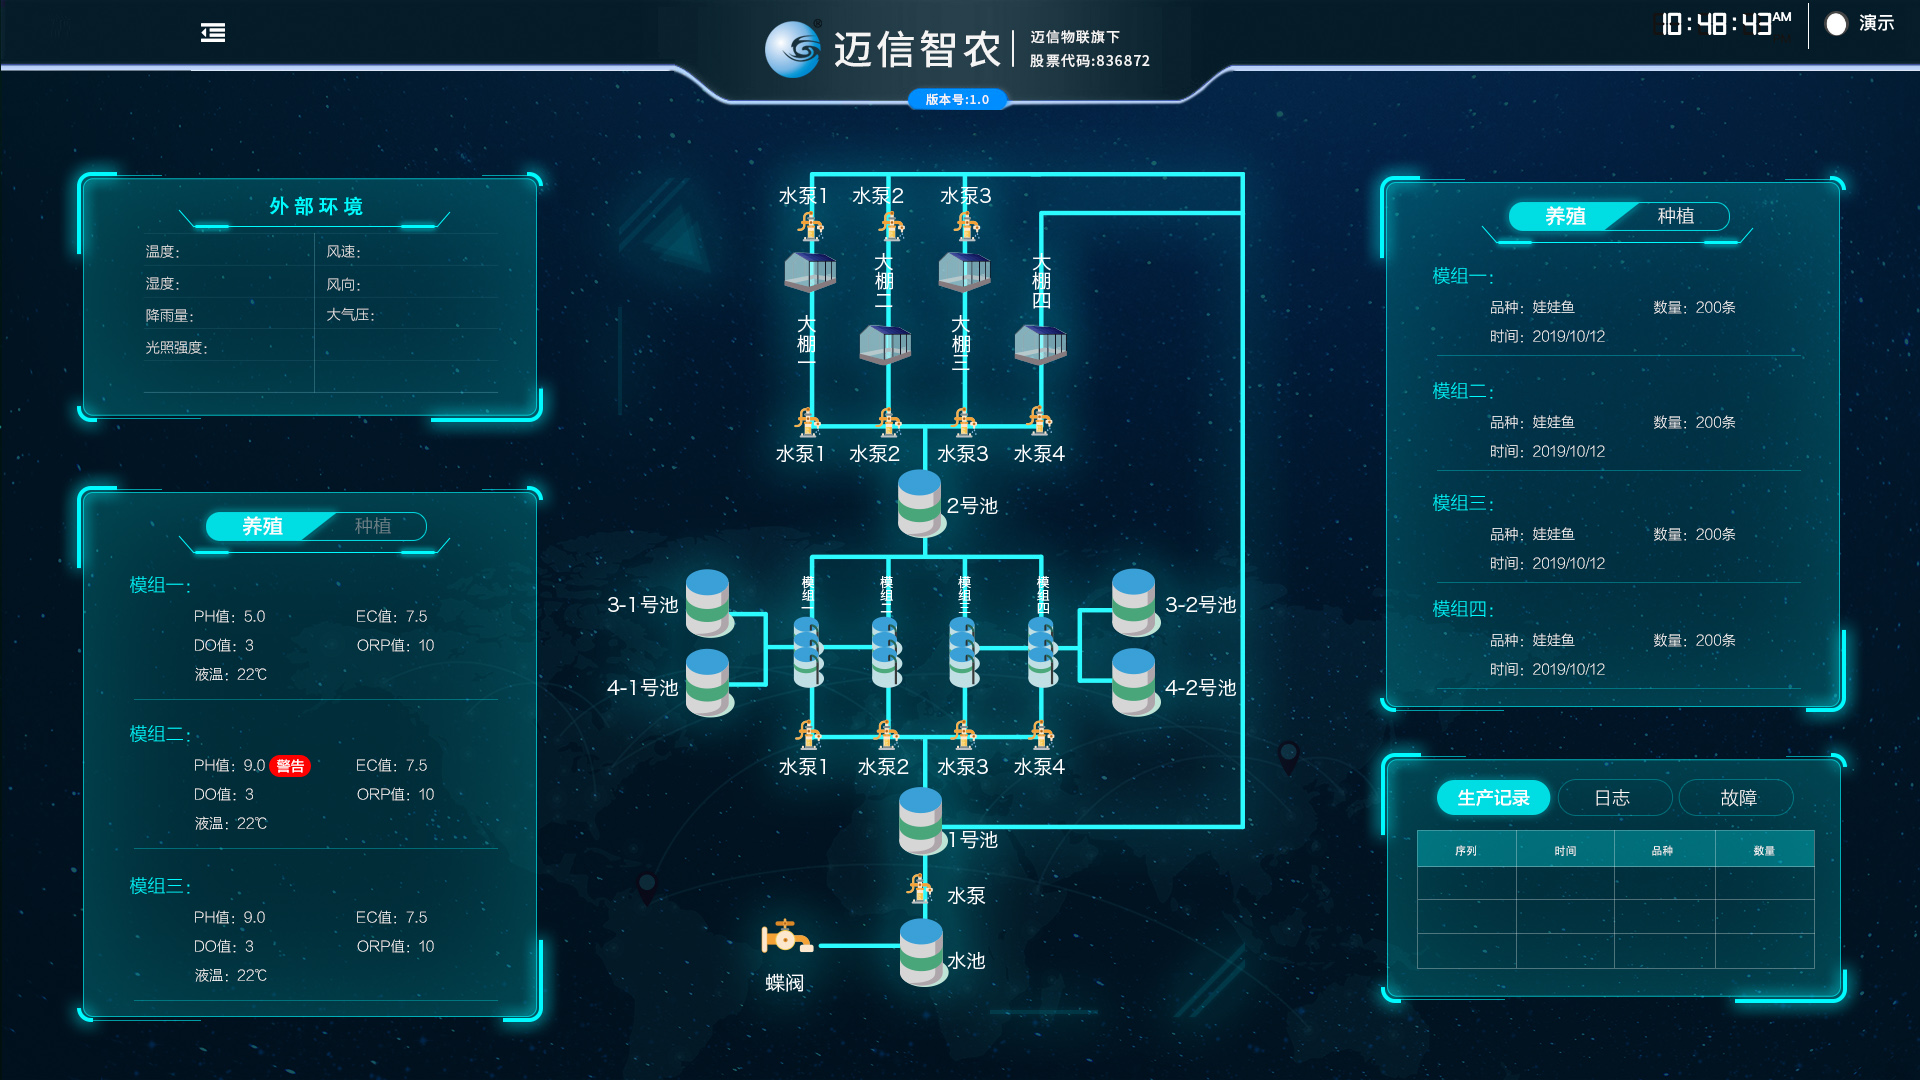 迈信智农
®
迈信物联旗下
股票代码:836872
版本号:1.0
10:48:43AM
演示
外部环境
温度:
风速:
湿度:
风向:
降雨量:
大气压:
光照强度:
养殖
种植
模组一:
PH值: 5.0
EC值: 7.5
DO值: 3
ORP值: 10
液温: 22℃
模组二:
PH值: 9.0
警告
EC值: 7.5
DO值: 3
ORP值: 10
液温: 22℃
模组三:
PH值: 9.0
EC值: 7.5
DO值: 3
ORP值: 10
液温: 22℃
水泵1
水泵2
水泵3
大棚二
大棚四
大棚一
大棚三
水泵1
水泵2
水泵3
水泵4
2号池
模组一
模组二
模组三
模组四
3-1号池
3-2号池
4-1号池
4-2号池
水泵1
水泵2
水泵3
水泵4
1号池
水泵
水池
蝶阀
养殖
种植
模组一:
品种: 娃娃鱼
数量: 200条
时间: 2019/10/12
模组二:
品种: 娃娃鱼
数量: 200条
时间: 2019/10/12
模组三:
品种: 娃娃鱼
数量: 200条
时间: 2019/10/12
模组四:
品种: 娃娃鱼
数量: 200条
时间: 2019/10/12
生产记录
日志
故障
序列
时间
品种
数量